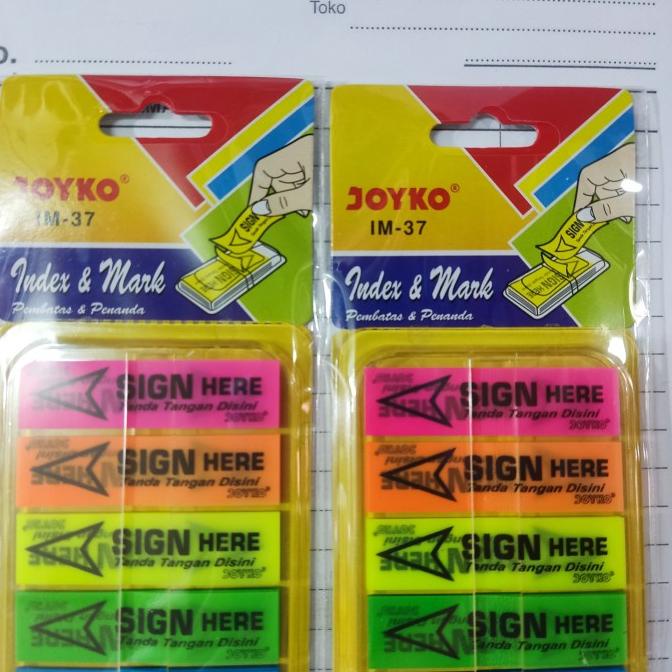 Toko
JOYKO®
IM-37
Index & Mark
Pembatas & Penanda
SIGN HERE
Tanda Tangan Disini
JOYKO®
SIGN HERE
Tanda Tangan Disini
JOYKO®
SIGN HERE
Tanda Tangan Disini
JOYKO®
SIGN HERE
Tanda Tangan Disini
JOYKO®
JOYKO®
IM-37
SIGN
Index & Mark
Pembatas & Penanda
SIGN HERE
Tanda Tangan Disini
JOYKO®
SIGN HERE
Tanda Tangan Disini
JOYKO®
SIGN HERE
Tanda Tangan Disini
JOYKO®
SIGN HERE
Tanda Tangan Disini
JOYKO®